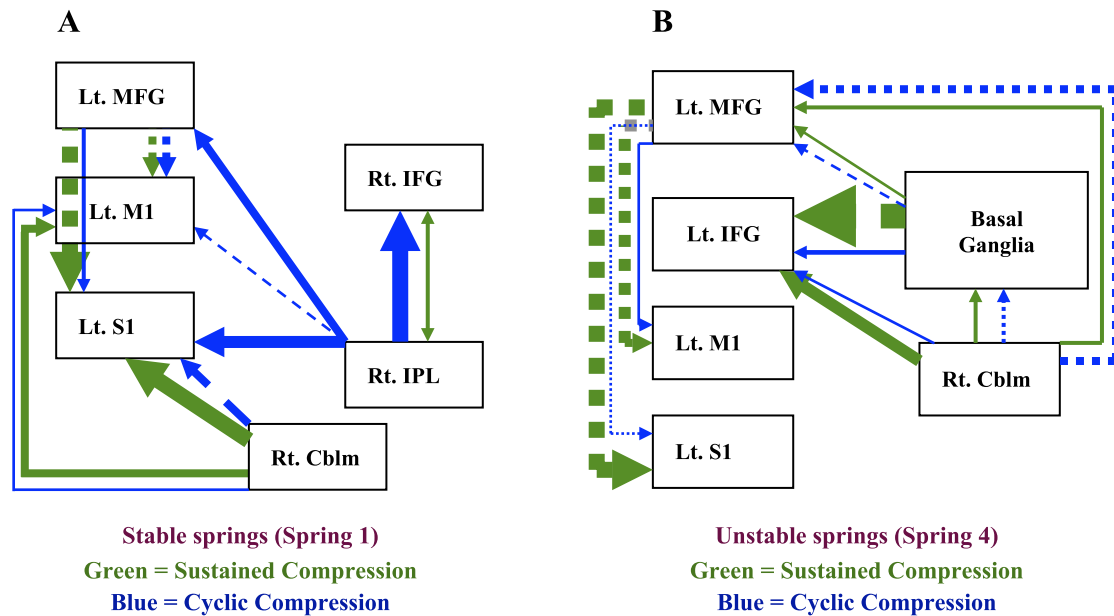 A
Lt. MFG
Lt. M1
Lt. S1
Rt. IFG
Rt. IPL
Rt. Cblm
Stable springs (Spring 1)
Green = Sustained Compression
Blue = Cyclic Compression
B
Lt. MFG
Lt. IFG
Lt. M1
Lt. S1
Basal
Ganglia
Rt. Cblm
Unstable springs (Spring 4)
Green = Sustained Compression
Blue = Cyclic Compression